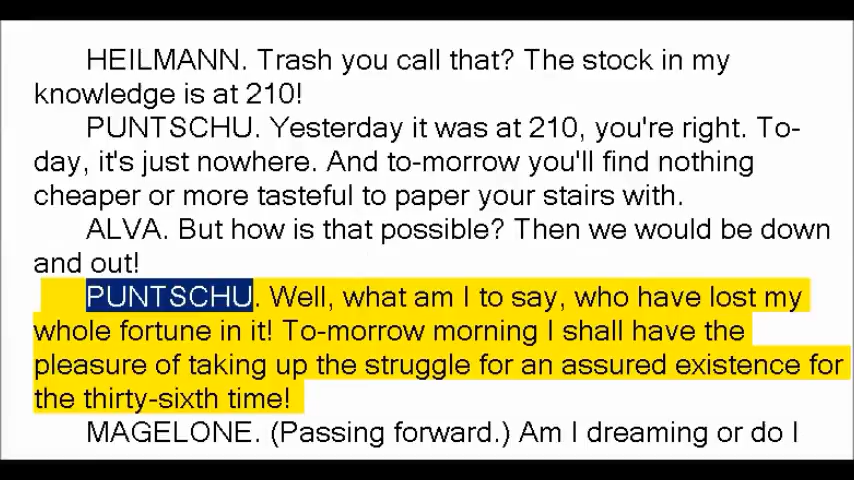 HEILMANN. Trash you call that? The stock in my
knowledge is at 210!
PUNTSCHU. Yesterday it was at 210, you're right. To-
day, it's just nowhere. And to-morrow you'll find nothing
cheaper or more tasteful to paper your stairs with.
ALVA. But how is that possible? Then we would be down
and out!
PUNTSCHU. Well, what am I to say, who have lost my
whole fortune in it! To-morrow morning I shall have the
pleasure of taking up the struggle for an assured existence for
the thirty-sixth time!
MAGELONE. (Passing forward.) Am I dreaming or do I